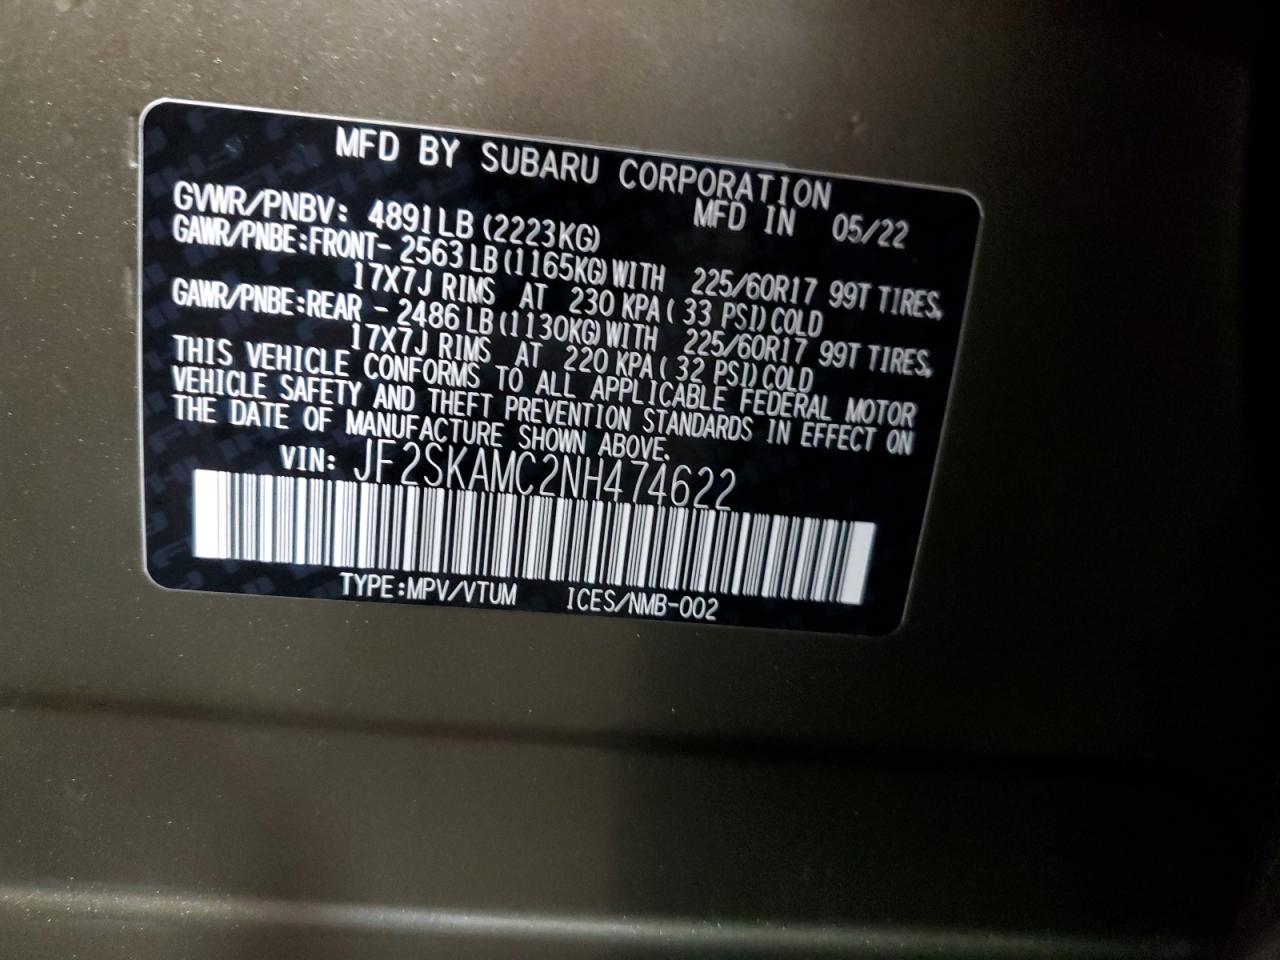 MFD BY SUBARU CORPORATION
MFD IN 05/22
GVWR/PNBV: 4891LB (2223KG)
GAWR/PNBE:FRONT- 2563LB(1165KG)WITH 225/60R17 99T TIRES,
17X7J RIMS AT 230 KPA( 33 PSI)COLD
GAWR/PNBE:REAR - 2486LB(1130KG)WITH 225/60R17 99T TIRES,
17X7J RIMS AT 220 KPA( 32 PSI)COLD
THIS VEHICLE CONFORMS TO ALL APPLICABLE FEDERAL MOTOR
VEHICLE SAFETY AND THEFT PREVENTION STANDARDS IN EFFECT ON
THE DATE OF MANUFACTURE SHOWN ABOVE.
VIN: JF2SKAMC2NH474622
TYPE:MPV/VTUM ICES/NMB-002